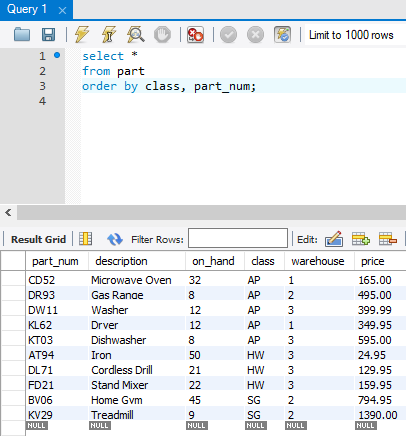 Query 1
Limit to 1000 rows
1 select *
2 from part
3 order by class, part_num;
4
Result Grid Filter Rows: Edit:
part_num description on_hand class warehouse price
CD52 Microwave Oven 32 AP 1 165.00
DR93 Gas Range 8 AP 2 495.00
DW11 Washer 12 AP 3 399.99
KL62 Dryer 12 AP 1 349.95
KT03 Dishwasher 8 AP 3 595.00
AT94 Iron 50 HW 3 24.95
DL71 Cordless Drill 21 HW 3 129.95
FD21 Stand Mixer 22 HW 3 159.95
BV06 Home Gym 45 SG 2 794.95
KV29 Treadmill 9 SG 2 1390.00
NULL NULL NULL NULL NULL NULL